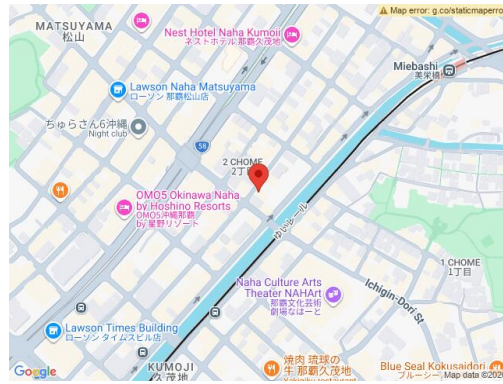 Map error: g.co/staticmaperro
MATSUYAMA
松山
Nest Hotel Naha Kumoji
ネストホテル那覇久茂地
Miebashi
美栄橋
Lawson Naha Matsuyama
ローソン 那覇松山店
ちゅらさん6沖縄
Night club
58
2 CHOME
2丁目
OMO5 Okinawa Naha
by Hoshino Resorts
OMO5沖縄那覇
by 星野リゾート
ゆいレール
1 CHOME
1丁目
Naha Culture Arts
Theater NAHArt
那覇文化芸術
劇場なはーと
Ichigin-Dori St
Lawson Times Building
ローソン タイムスビル店
KUMOJI
久茂地
焼肉 琉球の
牛 那覇久茂地
Yakiniku restaurant
Blue Seal Kokusaidori
ブルーシー
Google
Map data ©202